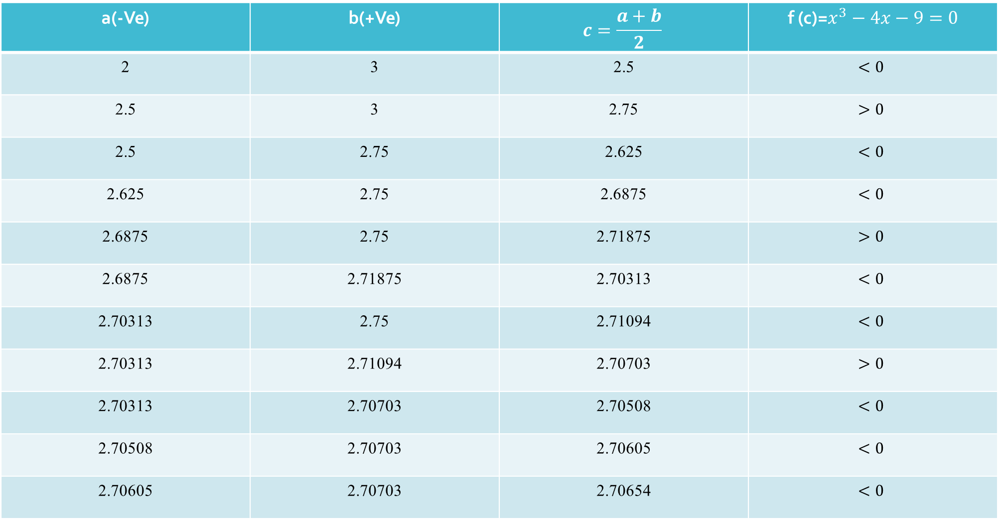 a(-Ve) b(+Ve) c = (a + b)/2 f (c)=x³ − 4x − 9 = 0
2 3 2.5 < 0
2.5 3 2.75 > 0
2.5 2.75 2.625 < 0
2.625 2.75 2.6875 < 0
2.6875 2.75 2.71875 > 0
2.6875 2.71875 2.70313 < 0
2.70313 2.75 2.71094 < 0
2.70313 2.71094 2.70703 > 0
2.70313 2.70703 2.70508 < 0
2.70508 2.70703 2.70605 < 0
2.70605 2.70703 2.70654 < 0